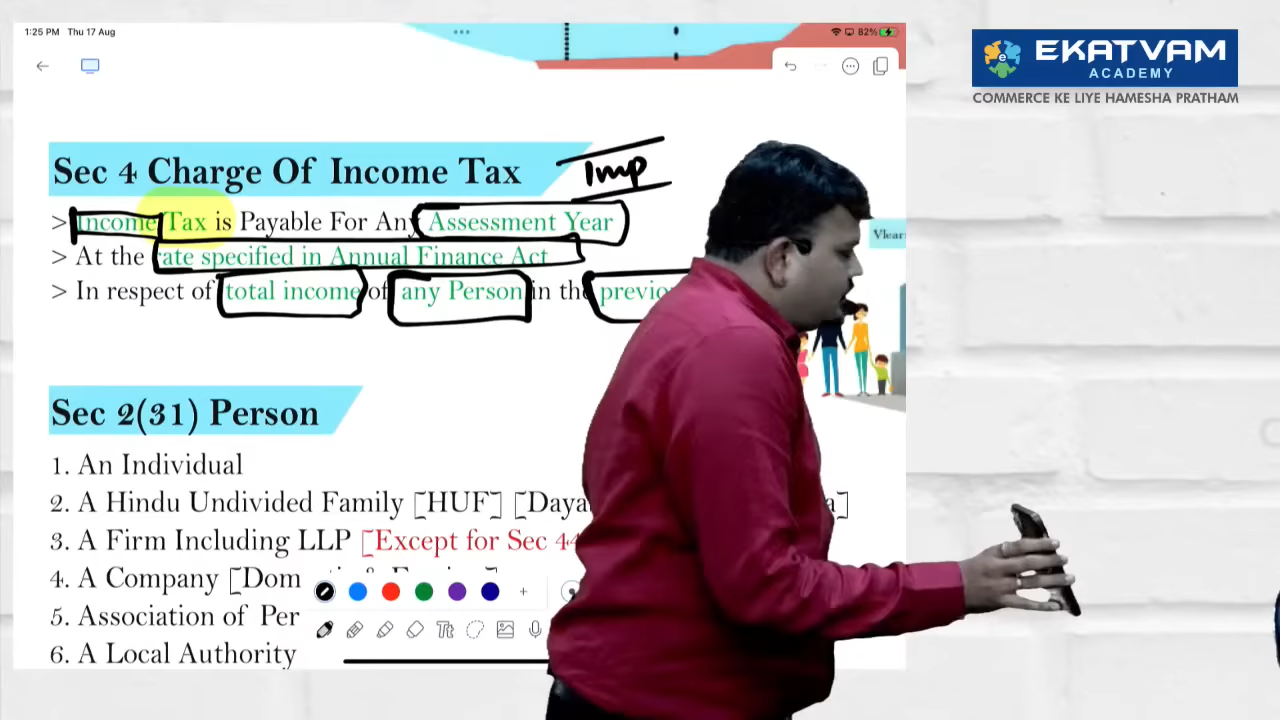 1:25 PM Thu 17 Aug
82%
EKATVAM
ACADEMY
COMMERCE KE LIYE HAMESHA PRATHAM
Sec 4 Charge Of Income Tax
Imp
> Income Tax is Payable For Any Assessment Year
> At the rate specified in Annual Finance Act
> In respect of total income of any Person in the
Sec 2(31) Person
1. An Individual
2. A Hindu Undivided Family [HUF]
3. A Firm Including LLP [Except for Sec
4. A Company
5. Association of
6. A Local Authority